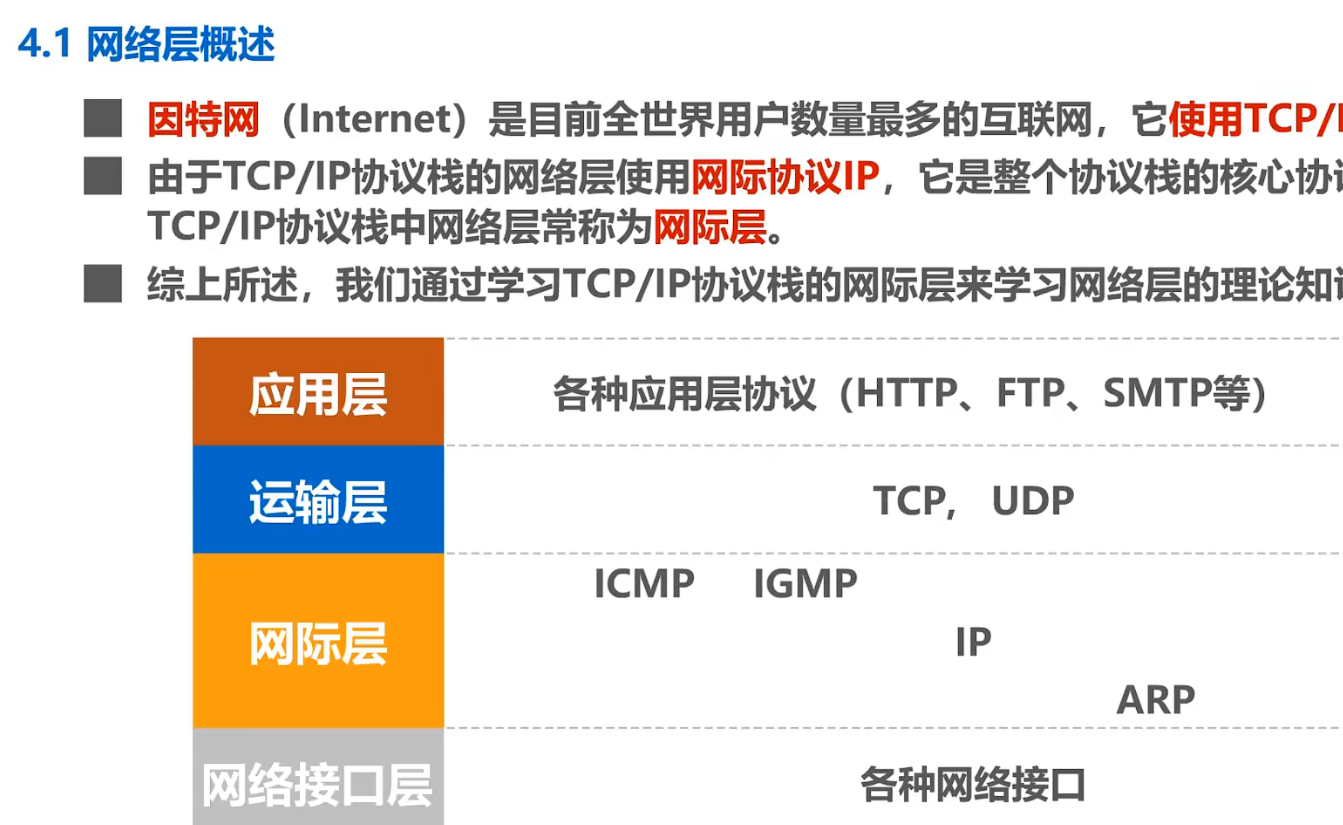 4.1 网络层概述
因特网（Internet）是目前全世界用户数量最多的互联网，它使用TCP/
由于TCP/IP协议栈的网络层使用网际协议IP，它是整个协议栈的核心协
TCP/IP协议栈中网络层常称为网际层。
综上所述，我们通过学习TCP/IP协议栈的网际层来学习网络层的理论知
应用层
各种应用层协议（HTTP、FTP、SMTP等）
运输层
TCP, UDP
ICMP IGMP
网际层
IP
ARP
网络接口层
各种网络接口